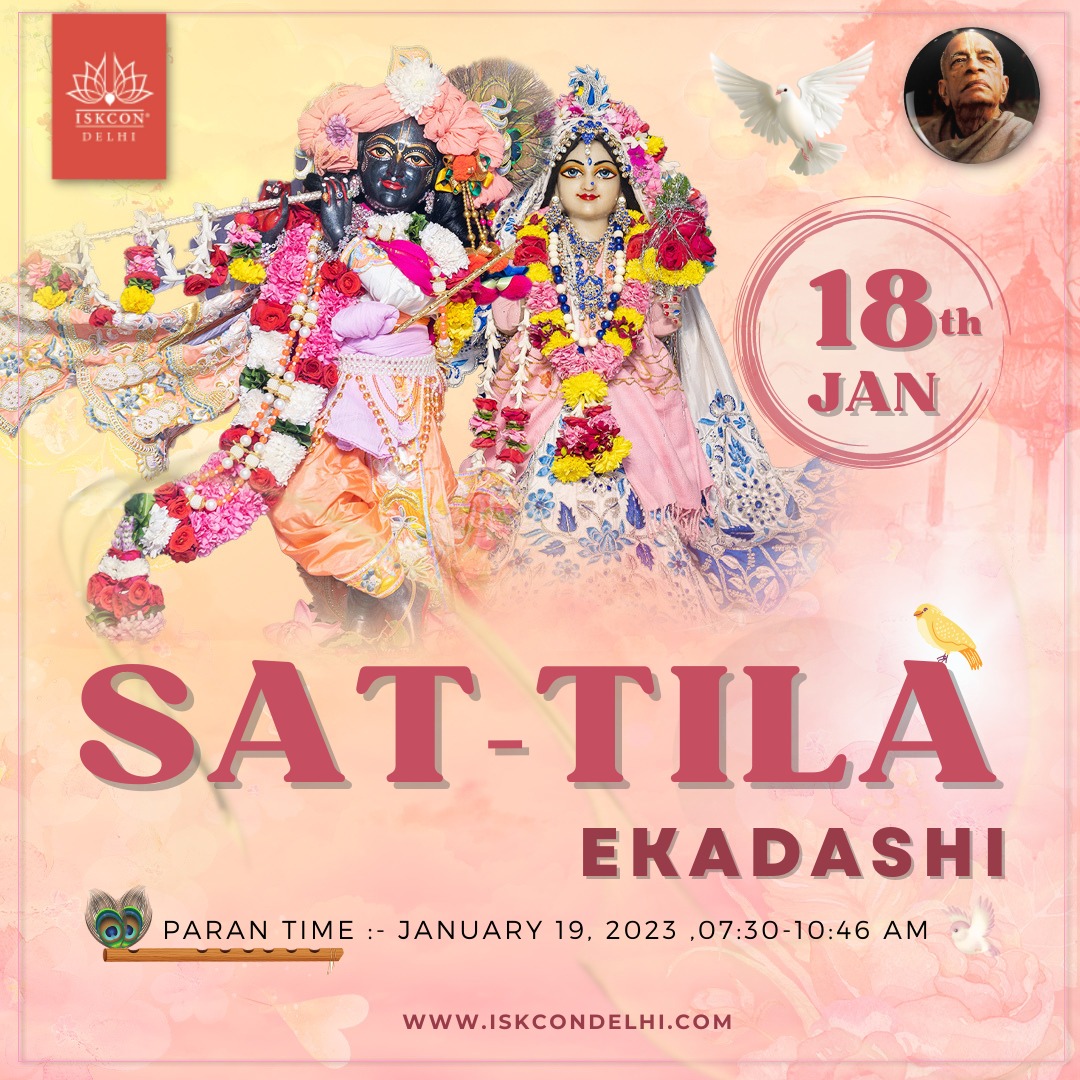 ISKCON®
DELHI
18th
JAN
SAT-TILA
EKADASHI
PARAN TIME :- JANUARY 19, 2023 ,07:30-10:46 AM
WWW.ISKCONDELHI.COM